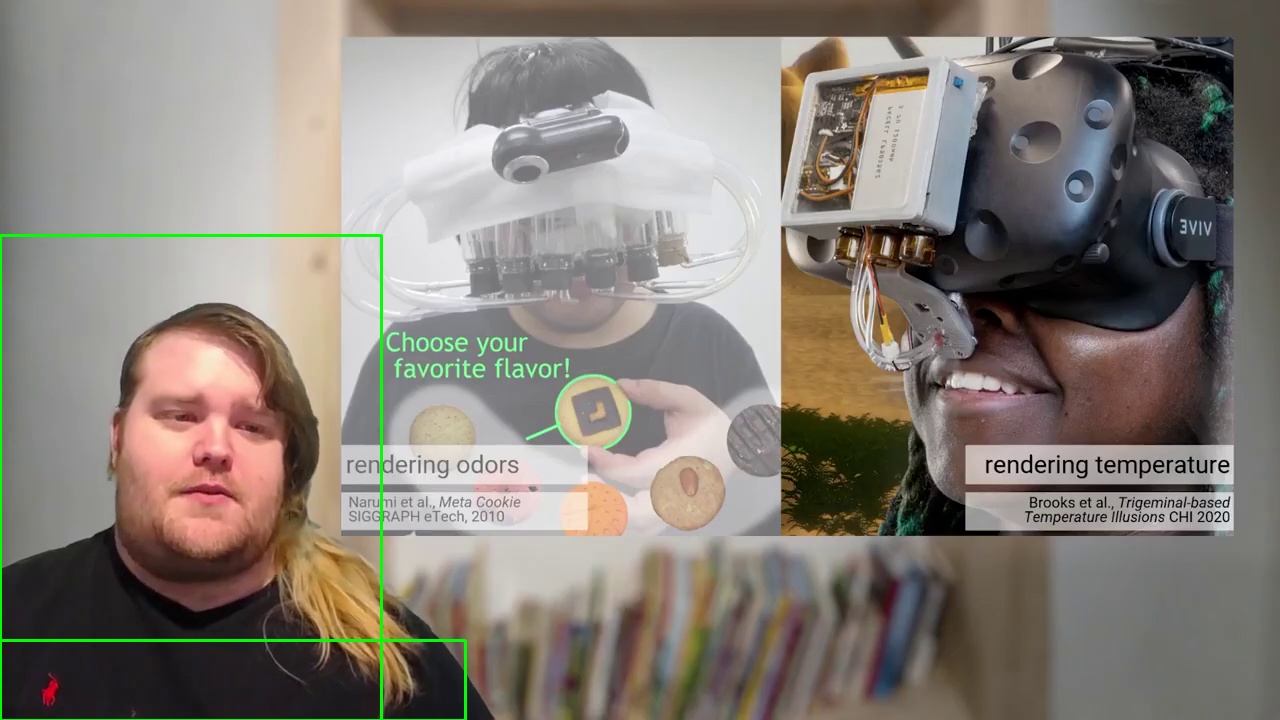 Choose your
favorite flavor!
rendering odors
Narumi et al., Meta Cookie
SIGGRAPH eTech, 2010
rendering temperature
Brooks et al., Trigeminal-based
Temperature Illusions CHI 2020
VIVE